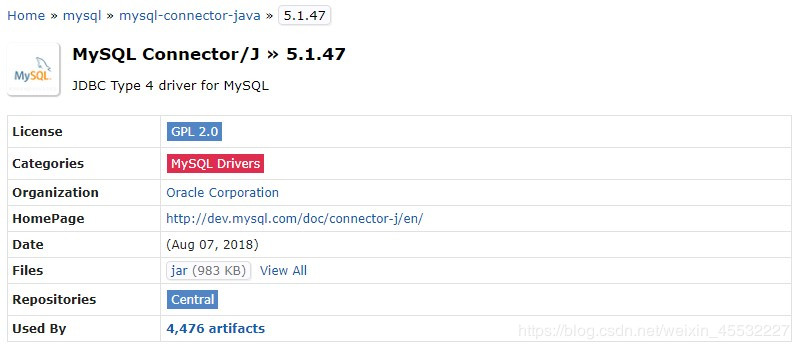 Home » mysql » mysql-connector-java » 5.1.47
MySQL
MySQL Connector/J » 5.1.47
JDBC Type 4 driver for MySQL
License GPL 2.0
Categories MySQL Drivers
Organization Oracle Corporation
HomePage http://dev.mysql.com/doc/connector-j/en/
Date (Aug 07, 2018)
Files jar (983 KB) View All
Repositories Central
Used By 4,476 artifacts
https://blog.csdn.net/weixin_45532227